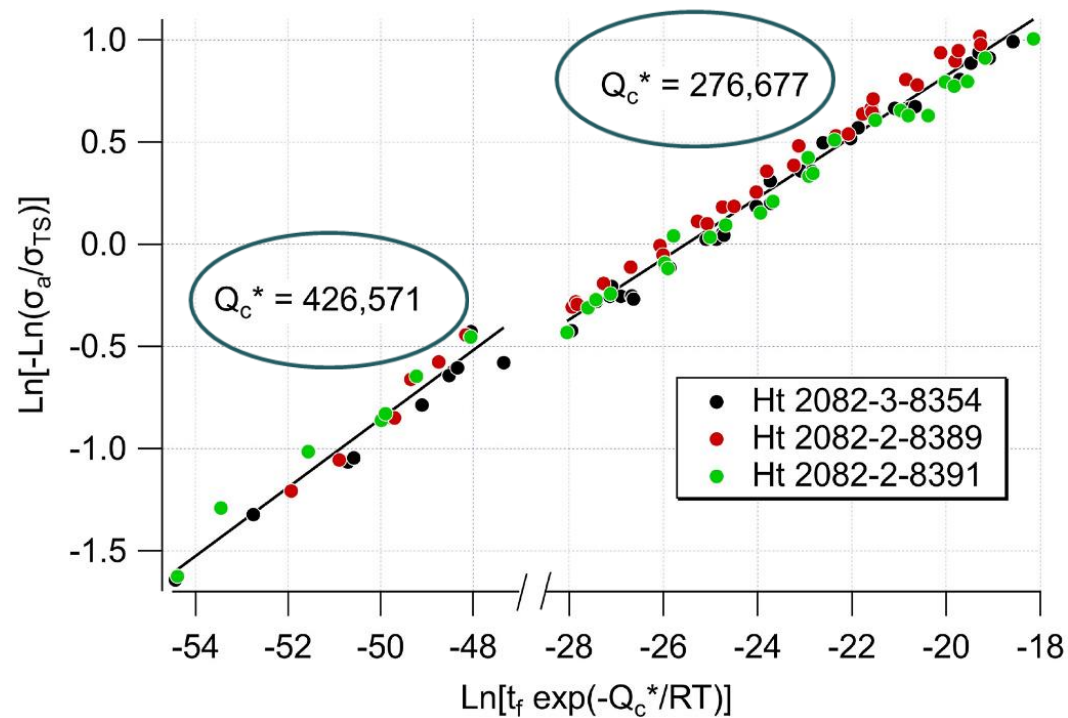 1.0
0.5
0.0
-0.5
-1.0
-1.5
Ln[-Ln(σₐ/σ_TS)]
Q_c* = 276,677
Q_c* = 426,571
Ht 2082-3-8354
Ht 2082-2-8389
Ht 2082-2-8391
-54 -52 -50 -48 -28 -26 -24 -22 -20 -18
Ln[t_f exp(-Q_c*/RT)]